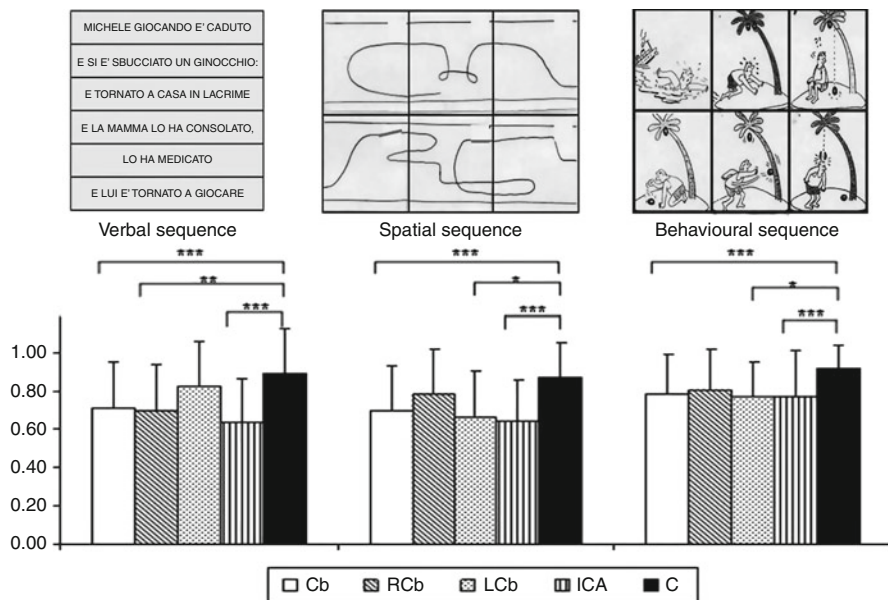 MICHELE GIOCANDO E' CADUTO
E SI E' SBUCCIATO UN GINOCCHIO:
E TORNATO A CASA IN LACRIME
E LA MAMMA LO HA CONSOLATO,
LO HA MEDICATO
E LUI E' TORNATO A GIOCARE
Verbal sequence
Spatial sequence
Behavioural sequence
***
**
***
***
*
***
***
*
***
1.00
0.80
0.60
0.40
0.20
0.00
Cb RCb LCb ICA C